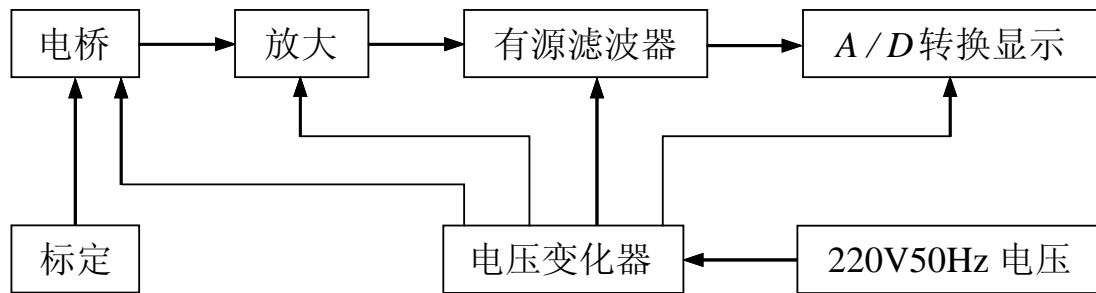 电桥
放大
有源滤波器
A/D转换显示
标定
电压变化器
220V50Hz 电压